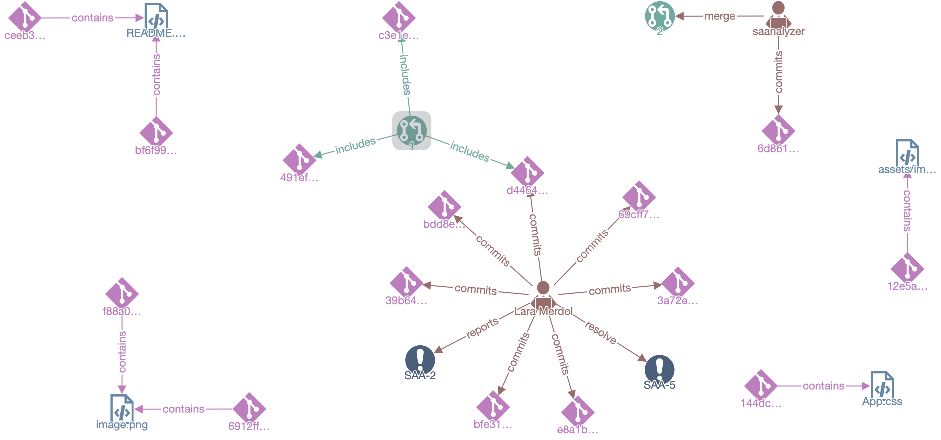 ceeb3...
contains
README....
contains
bf6f99...
c3e1e...
includes
1
includes
includes
491ef...
d4464...
2
merge
saanalyzer
commits
6d861...
assets/im...
contains
12e5a...
bdd8e...
69cff7...
commits
commits
commits
39b64...
commits
commits
3a72e...
Lara Merdol
reports
commits
commits
resolve
SAA-2
SAA-5
bfe31...
e8a1b...
f88a0...
contains
image.png
contains
6912ff...
144dc...
contains
App.css